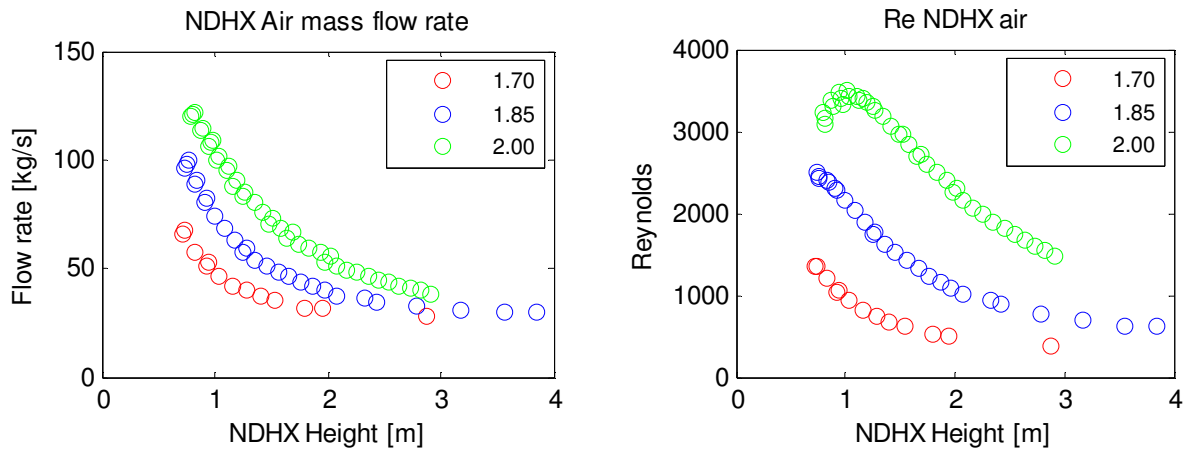 NDHX Air mass flow rate
150
100
50
0
Flow rate [kg/s]
0 1 2 3 4
NDHX Height [m]
1.70
1.85
2.00
Re NDHX air
4000
3000
2000
1000
0
Reynolds
0 1 2 3 4
NDHX Height [m]
1.70
1.85
2.00